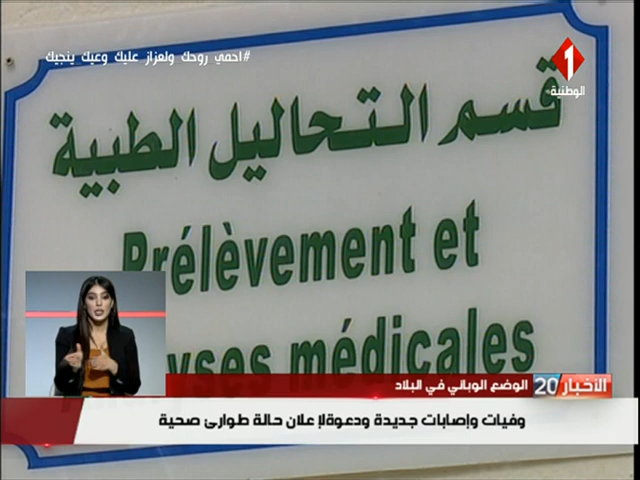 #احمي روحك ولعزاز عليك وعيك ينجيك
1
الوطنية
قسم التحاليل الطبية
Prélèvement et
yses médicales
الوضع الوبائي في البلاد
الأخبار 20
وفيات وإصابات جديدة ودعوة لإعلان حالة طوارئ صحية